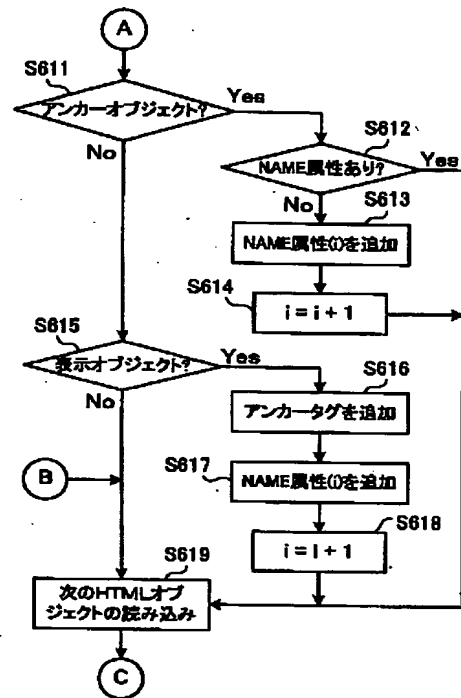 A
S611
アンカーオブジェクト?
Yes
No
S612
NAME属性あり?
Yes
No
S613
NAME属性(i)を追加
S614
i = i + 1
S615
表示オブジェクト?
Yes
No
S616
アンカータグを追加
B
S617
NAME属性(i)を追加
S618
i = i + 1
S619
次のHTMLオブ
ジェクトの読み込み
C